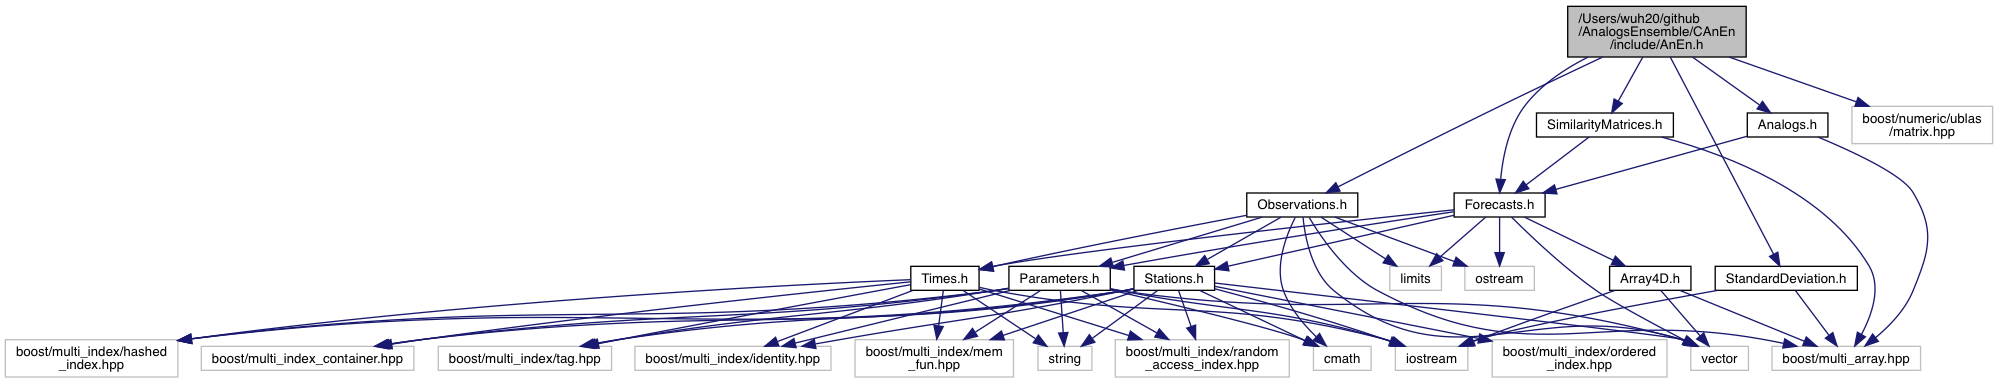 /Users/wuh20/github
/AnalogsEnsemble/CAnEn
/include/AnEn.h
SimilarityMatrices.h
Analogs.h
boost/numeric/ublas
/matrix.hpp
Observations.h
Forecasts.h
Times.h
Parameters.h
Stations.h
limits
ostream
Array4D.h
StandardDeviation.h
boost/multi_index/hashed
_index.hpp
boost/multi_index_container.hpp
boost/multi_index/tag.hpp
boost/multi_index/identity.hpp
boost/multi_index/mem
_fun.hpp
string
boost/multi_index/random
_access_index.hpp
cmath
iostream
boost/multi_index/ordered
_index.hpp
vector
boost/multi_array.hpp